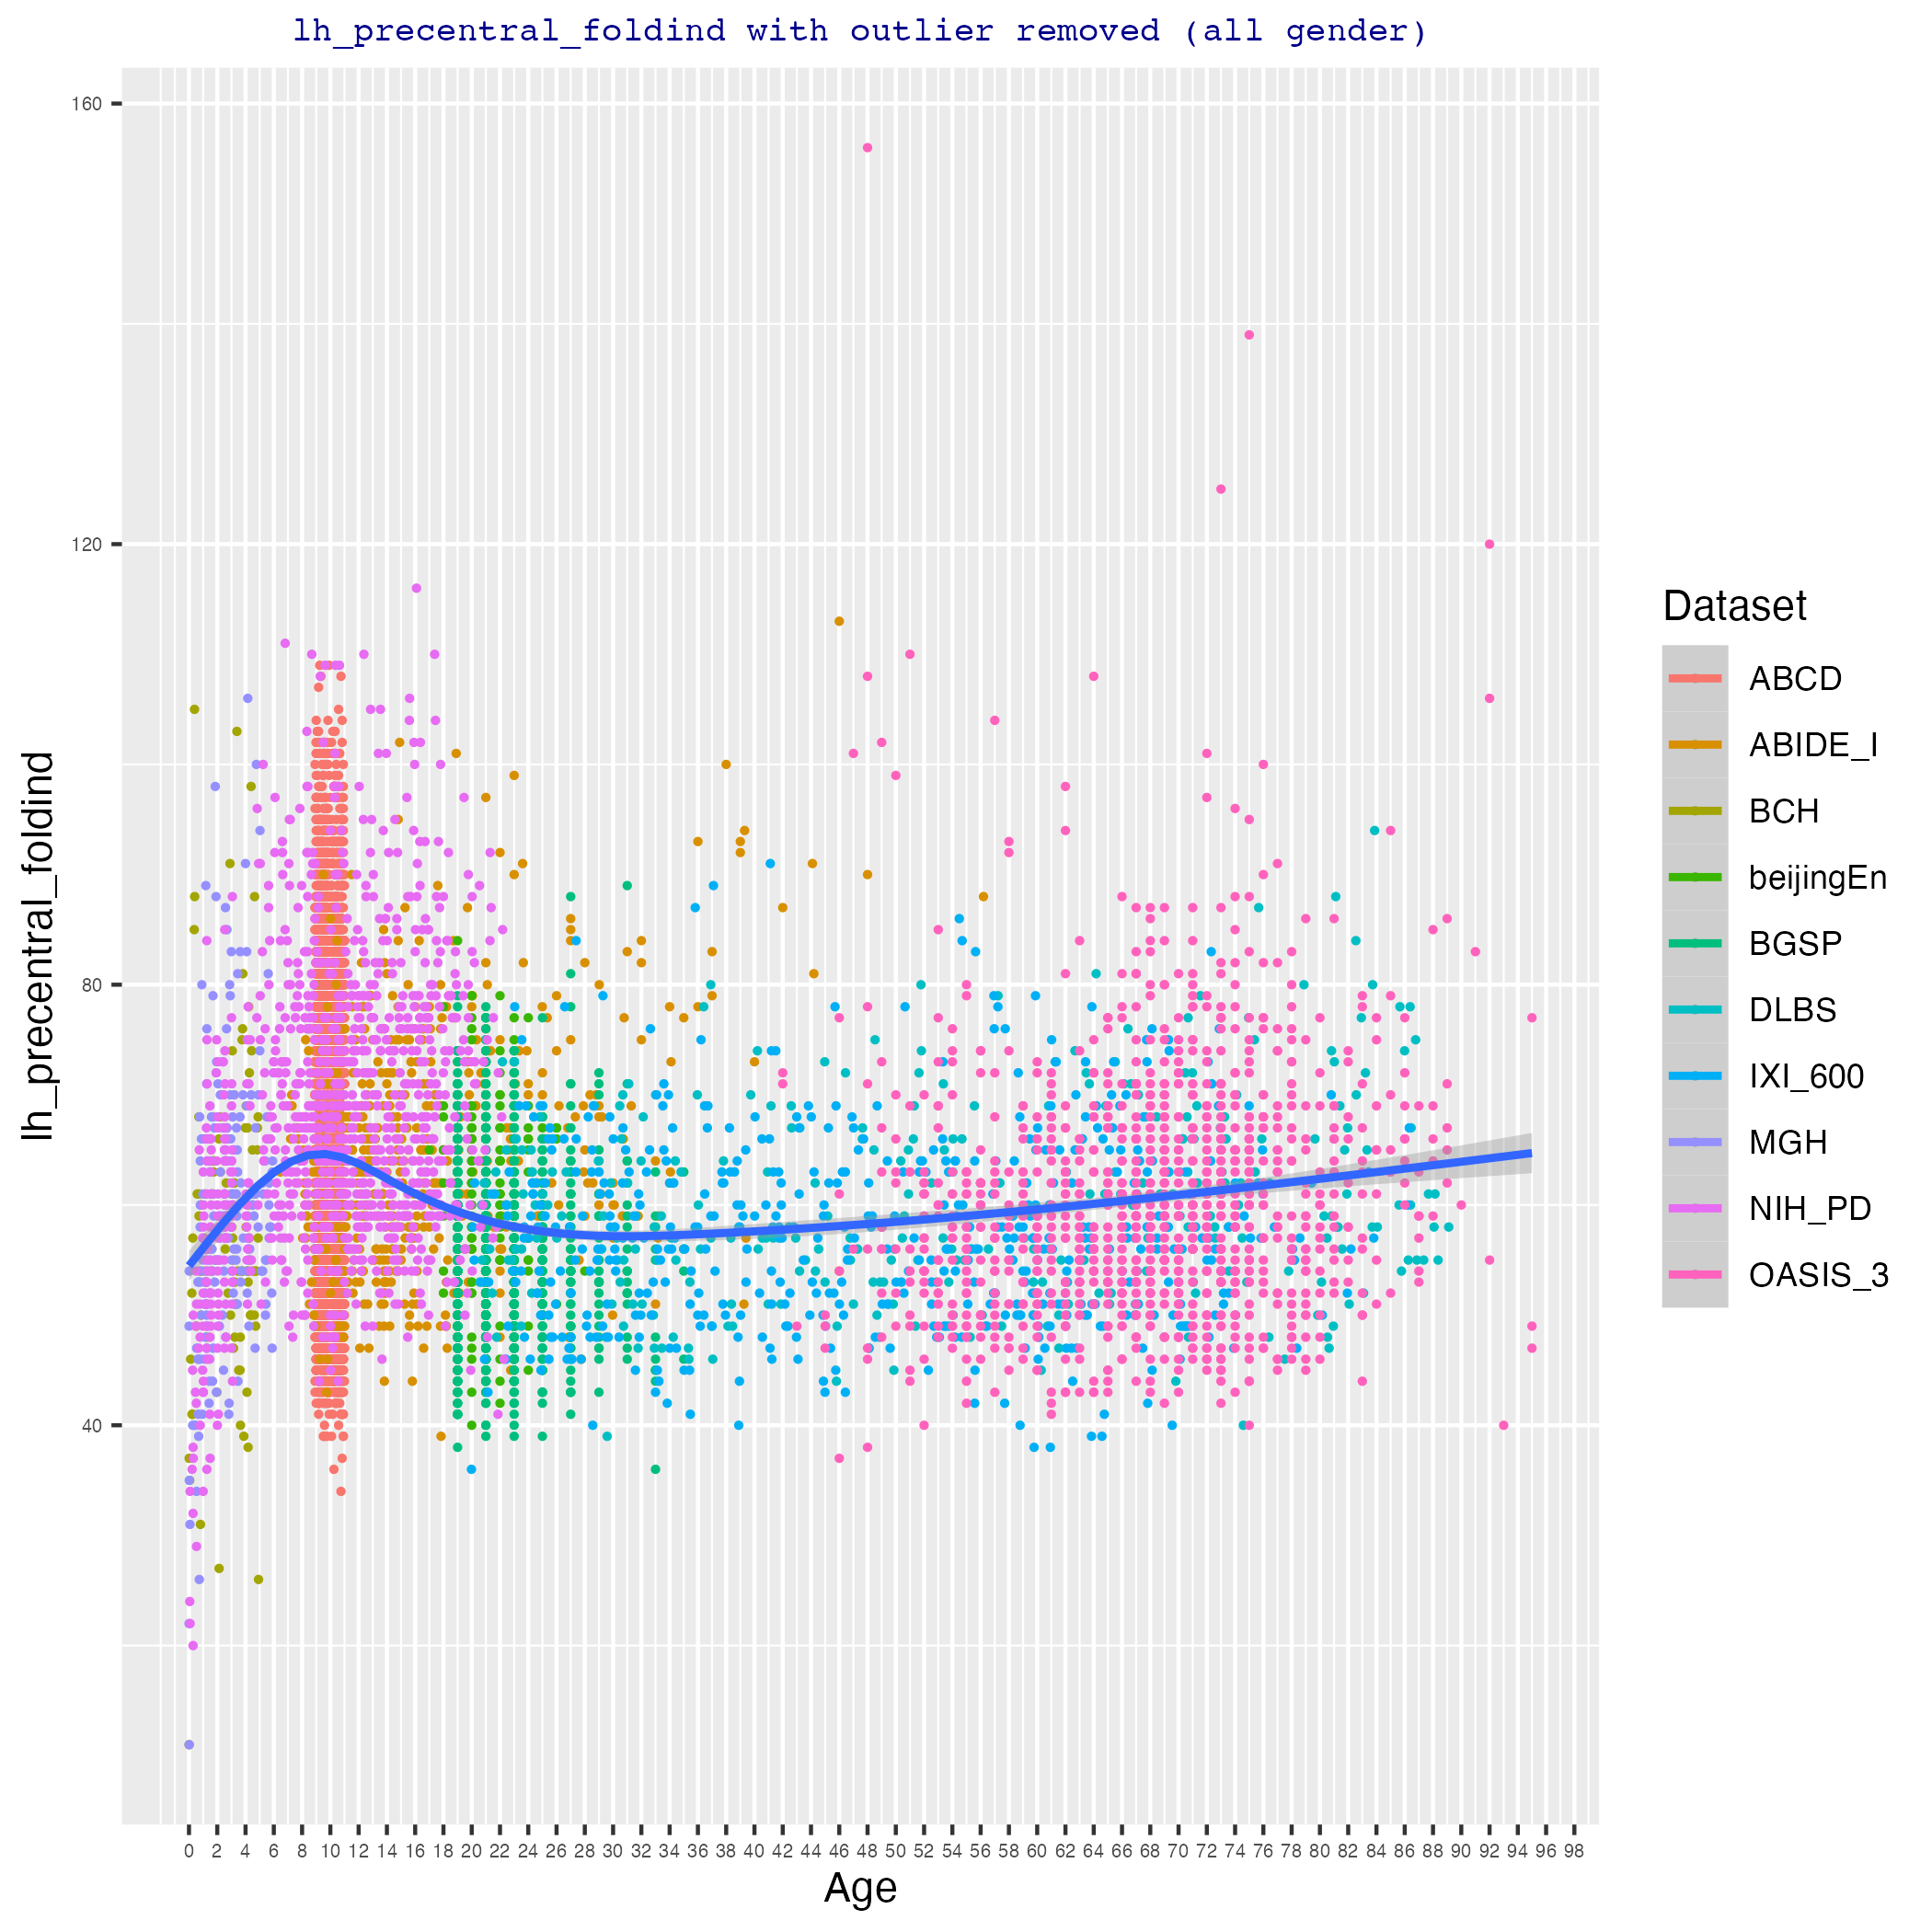 lh_precentral_foldind with outlier removed (all gender)
160
120
80
40
lh_precentral_foldind
0 2 4 6 8 10 12 14 16 18 20 22 24 26 28 30 32 34 36 38 40 42 44 46 48 50 52 54 56 58 60 62 64 66 68 70 72 74 76 78 80 82 84 86 88 90 92 94 96 98
Age
Dataset
ABCD
ABIDE_I
BCH
beijingEn
BGSP
DLBS
IXI_600
MGH
NIH_PD
OASIS_3